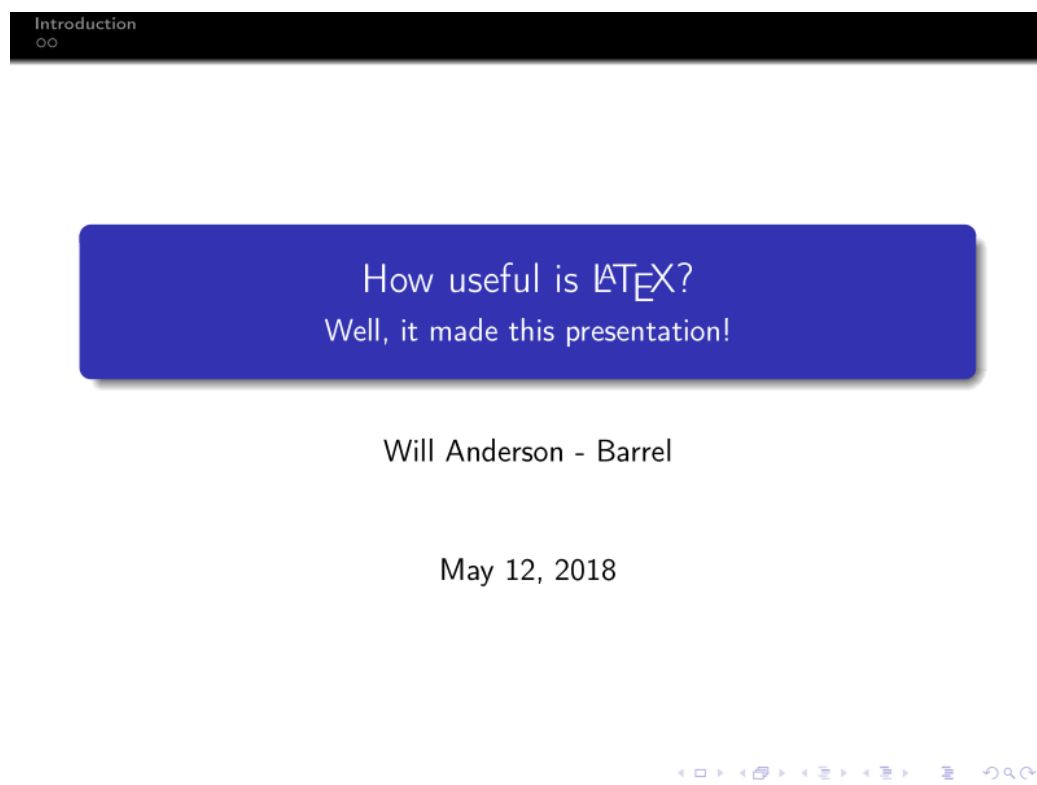 Introduction
How useful is LATEX?
Well, it made this presentation!
Will Anderson - Barrel
May 12, 2018